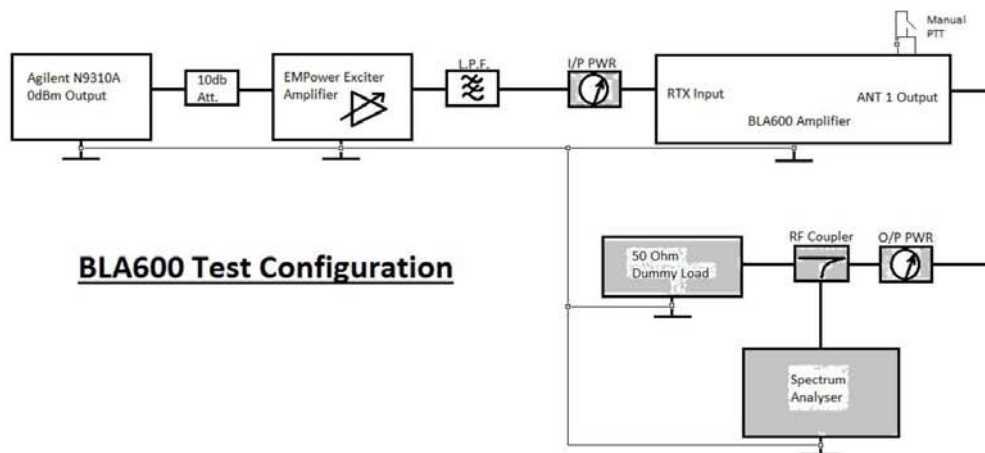 Manual
PTT
Agilent N9310A
0dBm Output
10db
Att.
EMPower Exciter
Amplifier
L.P.F.
I/P PWR
RTX Input
ANT 1 Output
BLA600 Amplifier
BLA600 Test Configuration
50 Ohm
Dummy Load
RF Coupler
O/P PWR
Spectrum
Analyser